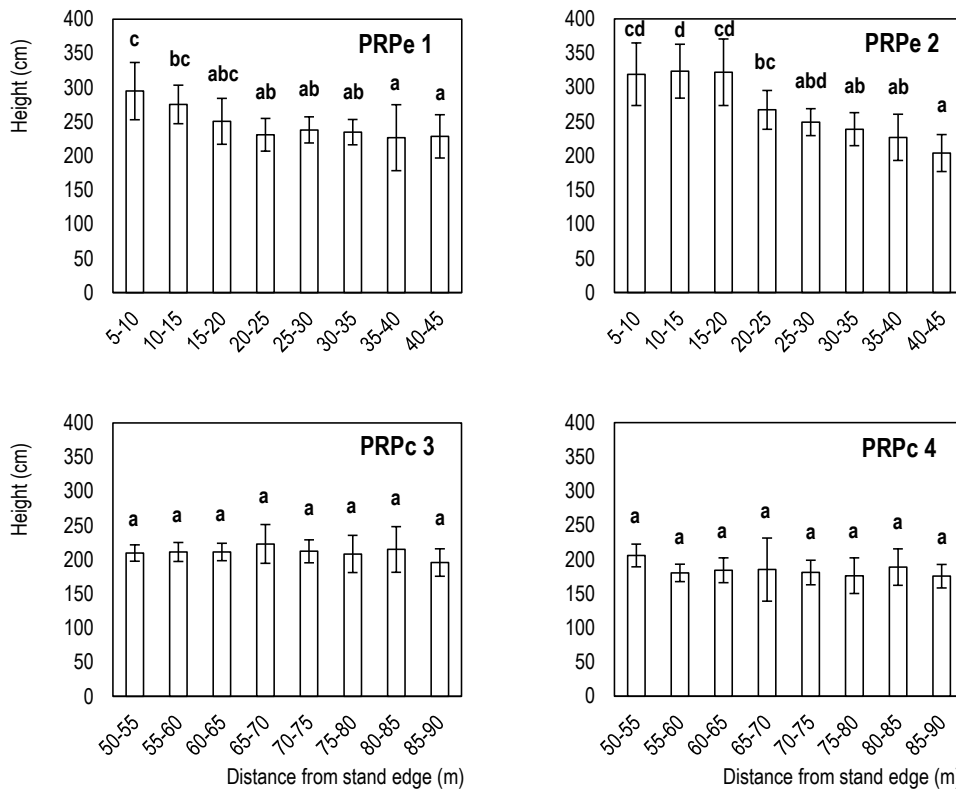 PRPe 1
Height (cm)
400
350
300
250
200
150
100
50
0
c
bc
abc
ab
ab
ab
a
a
5-10
10-15
15-20
20-25
25-30
30-35
35-40
40-45
PRPe 2
400
350
300
250
200
150
100
50
0
cd
d
cd
bc
abd
ab
ab
a
5-10
10-15
15-20
20-25
25-30
30-35
35-40
40-45
PRPc 3
Height (cm)
400
350
300
250
200
150
100
50
0
a
a
a
a
a
a
a
a
50-55
55-60
60-65
65-70
70-75
75-80
80-85
85-90
Distance from stand edge (m)
PRPc 4
400
350
300
250
200
150
100
50
0
a
a
a
a
a
a
a
a
50-55
55-60
60-65
65-70
70-75
75-80
80-85
85-90
Distance from stand edge (m)